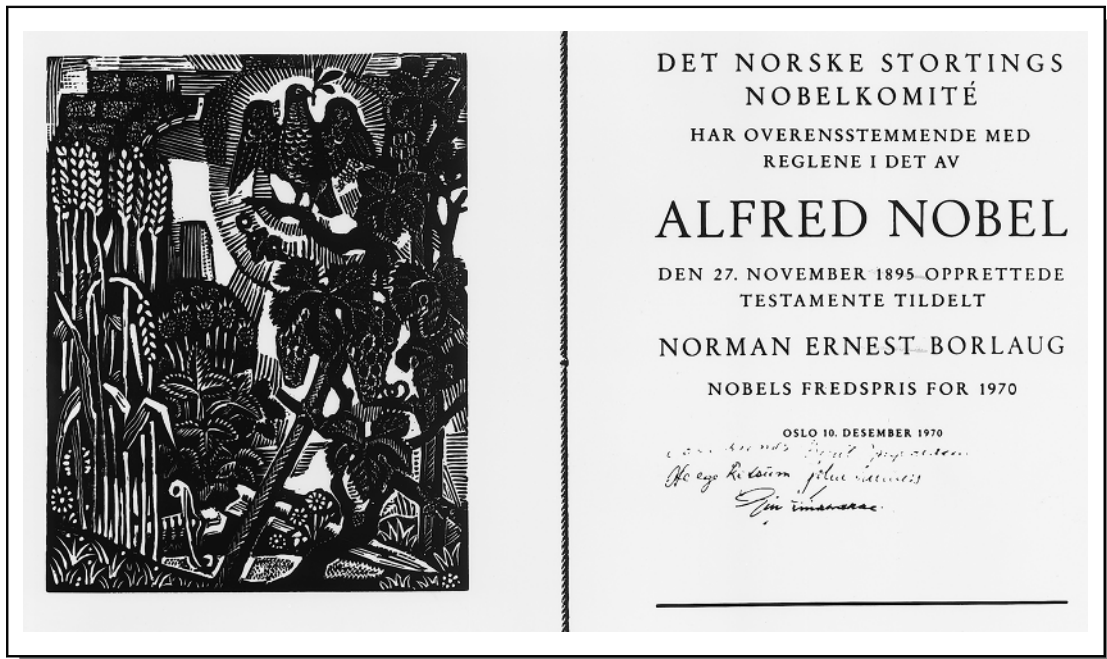 DET NORSKE STORTINGS
NOBELKOMITÉ
HAR OVERENSSTEMMENDE MED
REGLENE I DET AV
ALFRED NOBEL
DEN 27. NOVEMBER 1895 OPPRETTEDE
TESTAMENTE TILDELT
NORMAN ERNEST BORLAUG
NOBELS FREDSPRIS FOR 1970
OSLO 10. DESEMBER 1970